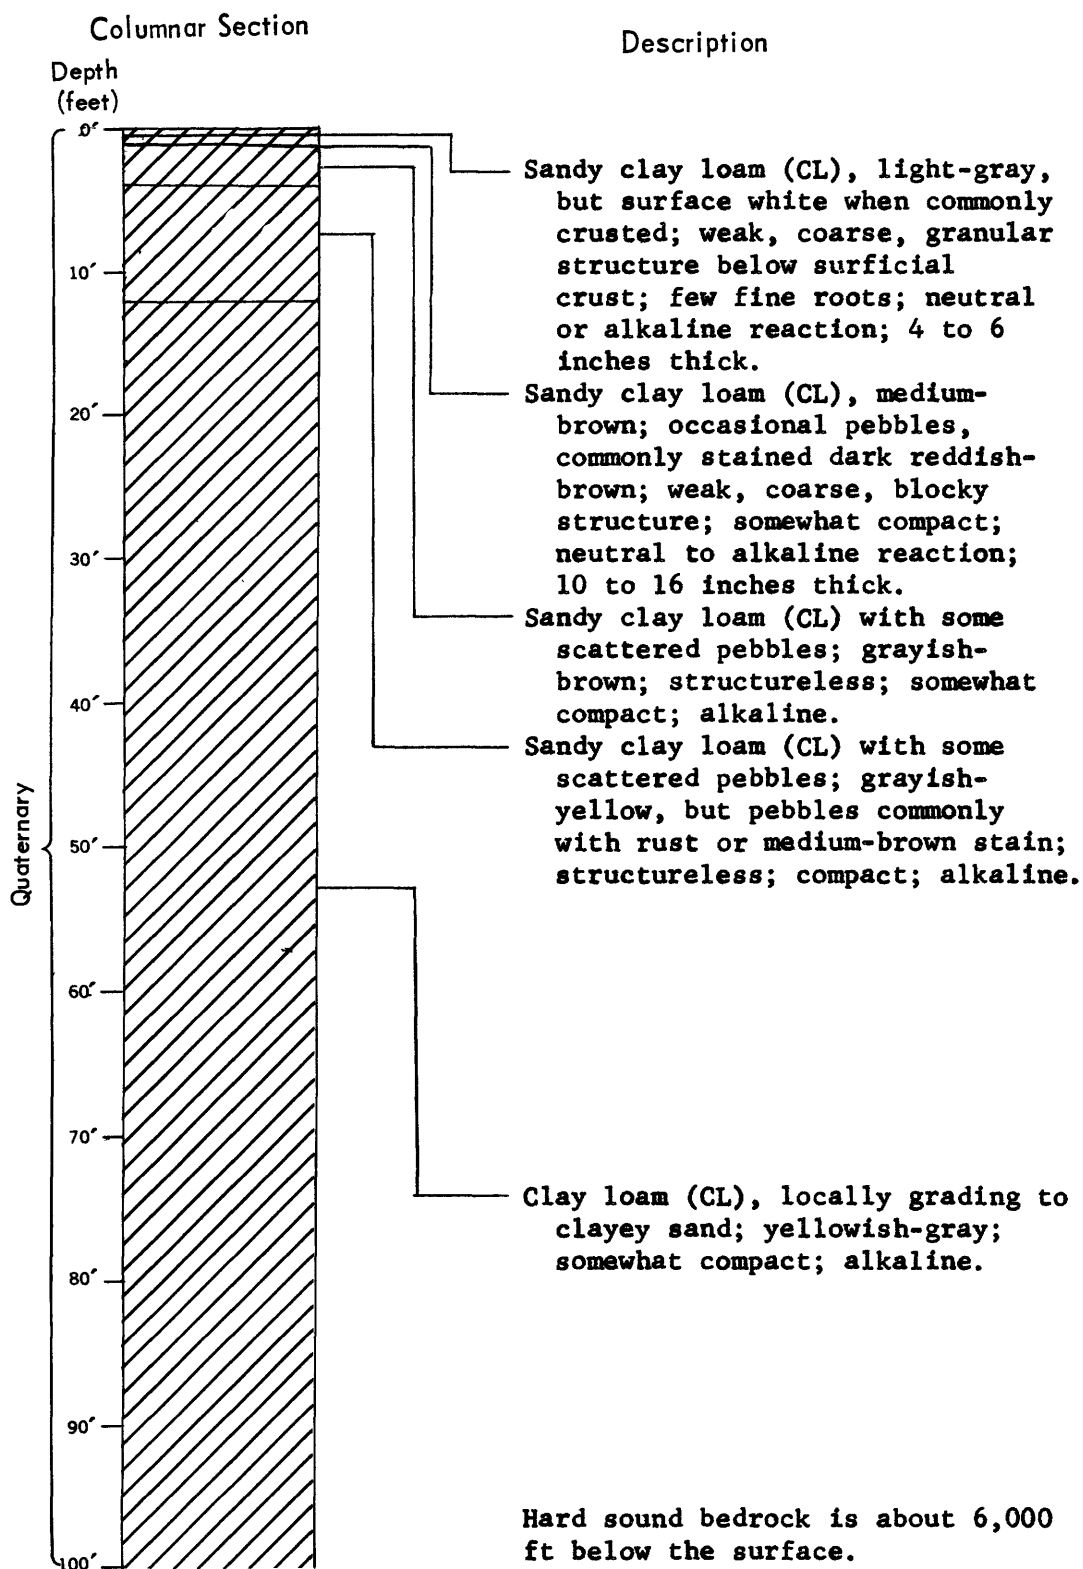 Columnar Section
Description
Depth
(feet)
0′
10′
20′
30′
40′
50′
60′
70′
80′
90′
100′
Quaternary
Sandy clay loam (CL), light-gray,
but surface white when commonly
crusted; weak, coarse, granular
structure below surficial
crust; few fine roots; neutral
or alkaline reaction; 4 to 6
inches thick.
Sandy clay loam (CL), medium-
brown; occasional pebbles,
commonly stained dark reddish-
brown; weak, coarse, blocky
structure; somewhat compact;
neutral to alkaline reaction;
10 to 16 inches thick.
Sandy clay loam (CL) with some
scattered pebbles; grayish-
brown; structureless; somewhat
compact; alkaline.
Sandy clay loam (CL) with some
scattered pebbles; grayish-
yellow, but pebbles commonly
with rust or medium-brown stain;
structureless; compact; alkaline.
Clay loam (CL), locally grading to
clayey sand; yellowish-gray;
somewhat compact; alkaline.
Hard sound bedrock is about 6,000
ft below the surface.